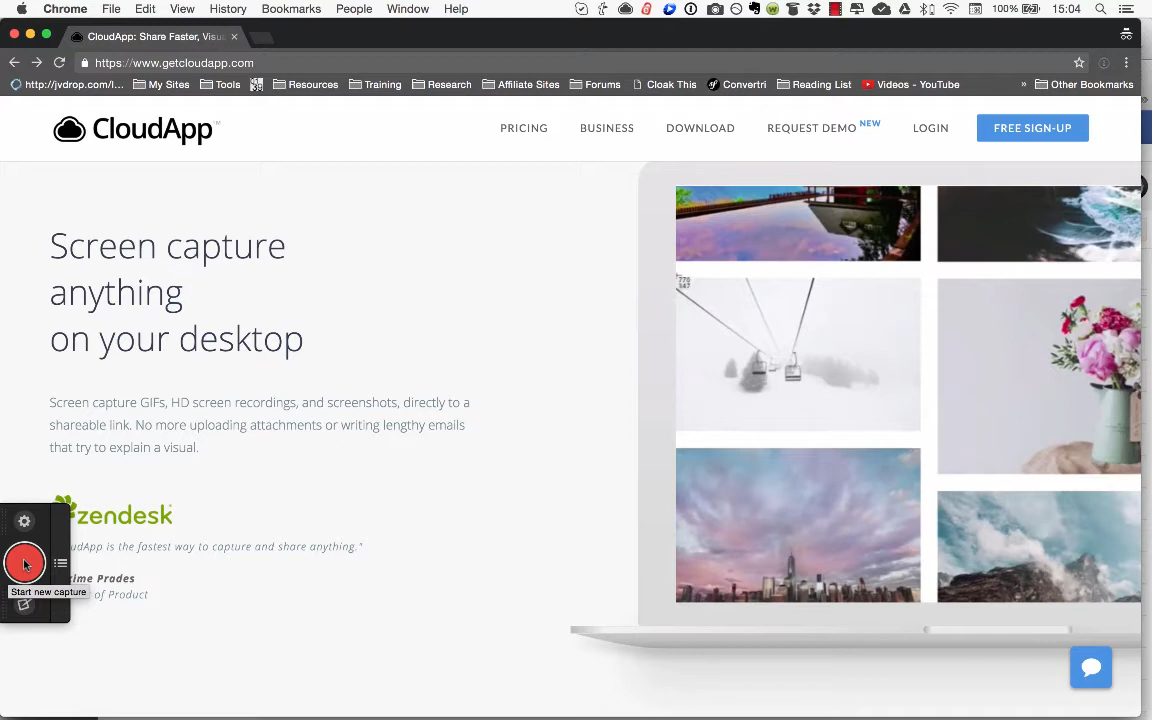 Chrome File Edit View History Bookmarks People Window Help 100% 15:04
CloudApp: Share Faster, Visu
https://www.getcloudapp.com
http://jvdrop.com/l... My Sites Tools Resources Training Research Affiliate Sites Forums Cloak That Convertri Reading List Videos - YouTube » Other Bookmarks
CloudApp™ PRICING BUSINESS DOWNLOAD REQUEST DEMO NEW LOGIN FREE SIGN-UP
Screen capture
anything
on your desktop
Screen capture GIFs, HD screen recordings, and screenshots, directly to a
shareable link. No more uploading attachments or writing lengthy emails
that try to explain a visual.
zendesk
udApp is the fastest way to capture and share anything."
ime Prades
Start new capture
of Product